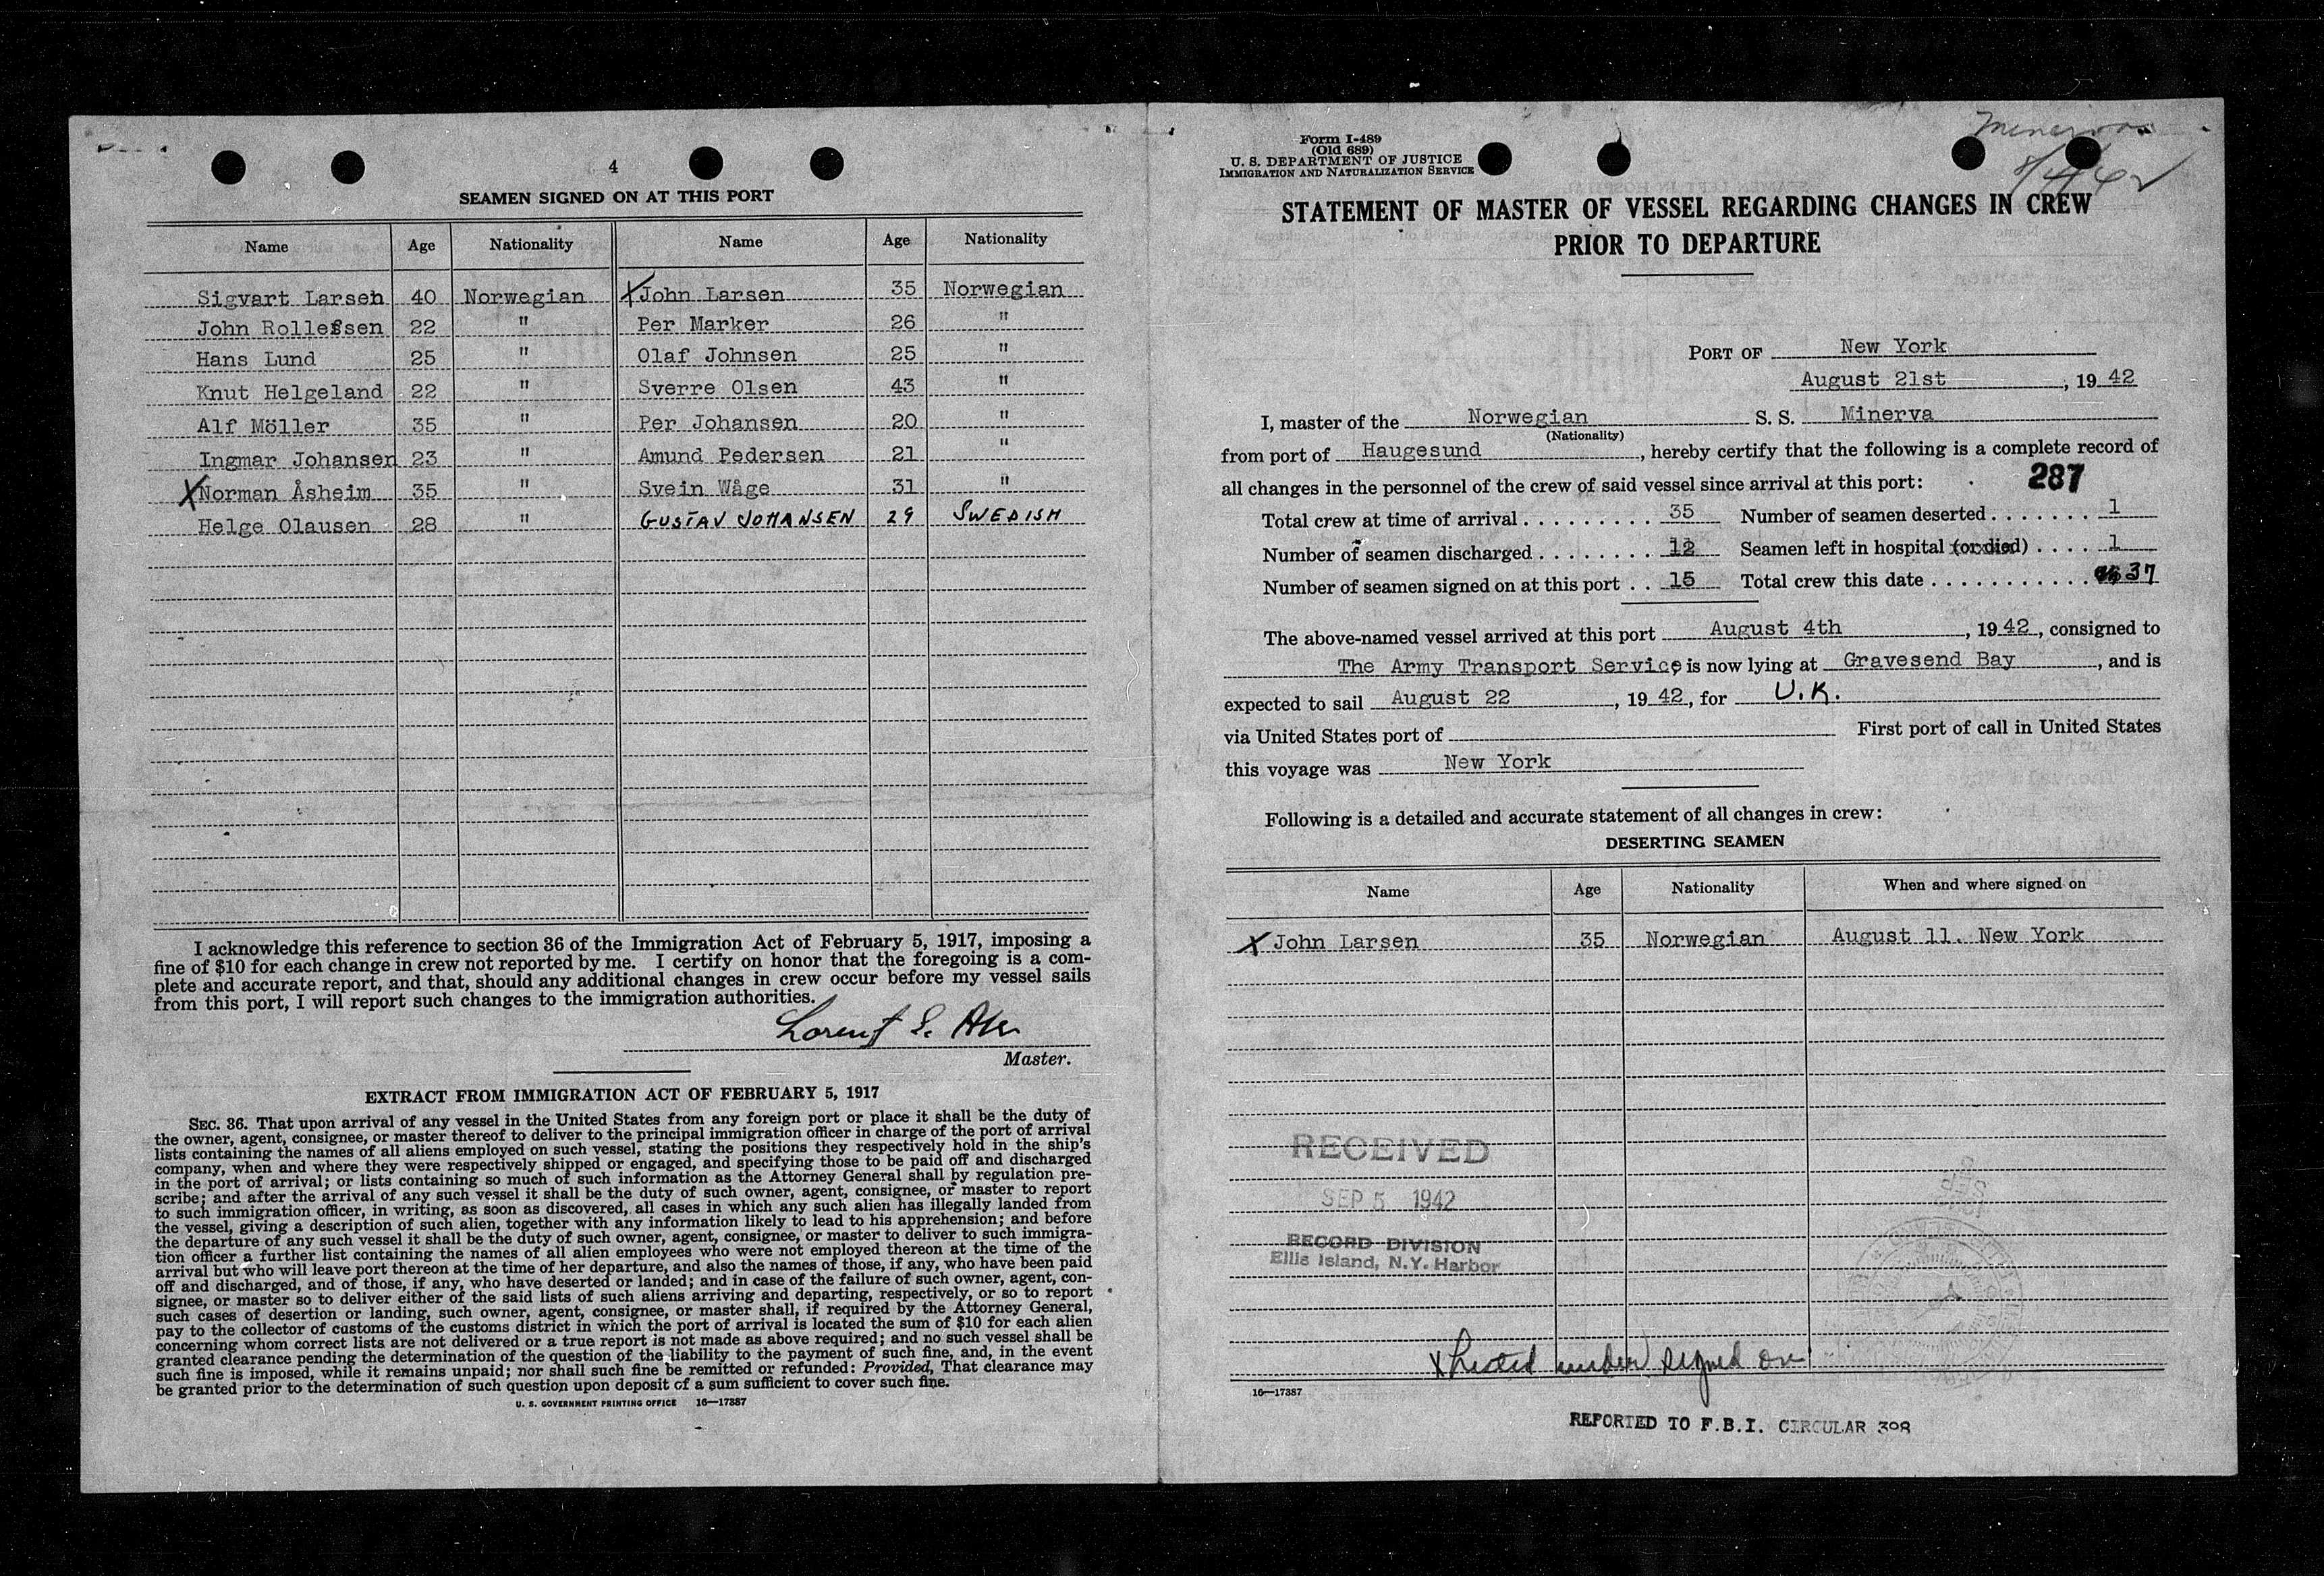 4
SEAMEN SIGNED ON AT THIS PORT
Name Age Nationality Name Age Nationality
Sigvart Larsen 40 Norwegian X John Larsen 35 Norwegian
John Rollefsen 22 " Per Marker 26 "
Hans Lund 25 " Olaf Johnsen 25 "
Knut Helgeland 22 " Sverre Olsen 43 "
Alf Möller 35 " Per Johansen 20 "
Ingmar Johansen 23 " Amund Pedersen 21 "
X Norman Åsheim 35 " Svein Wåge 31 "
Helge Olausen 28 " GUSTAV JOHANSEN 29 SWEDISH
I acknowledge this reference to section 36 of the Immigration Act of February 5, 1917, imposing a
fine of $10 for each change in crew not reported by me. I certify on honor that the foregoing is a com-
plete and accurate report, and that, should any additional changes in crew occur before my vessel sails
from this port, I will report such changes to the immigration authorities.
Master.
EXTRACT FROM IMMIGRATION ACT OF FEBRUARY 5, 1917
SEC. 36. That upon arrival of any vessel in the United States from any foreign port or place it shall be the duty of
the owner, agent, consignee, or master thereof to deliver to the principal immigration officer in charge of the port of arrival
lists containing the names of all aliens employed on such vessel, stating the positions they respectively hold in the ship's
company, when and where they were respectively shipped or engaged, and specifying those to be paid off and discharged
in the port of arrival; or lists containing so much of such information as the Attorney General shall by regulation pre-
scribe; and after the arrival of any such vessel it shall be the duty of such owner, agent, consignee, or master to report
to such immigration officer, in writing, as soon as discovered, all cases in which any such alien has illegally landed from
the vessel, giving a description of such alien, together with any information likely to lead to his apprehension; and before
the departure of any such vessel it shall be the duty of such owner, agent, consignee, or master to deliver to such immigra-
tion officer a further list containing the names of all alien employees who were not employed thereon at the time of the
arrival but who will leave port thereon at the time of her departure, and also the names of those, if any, who have been paid
off and discharged, and of those, if any, who have deserted or landed; and in case of the failure of such owner, agent, con-
signee, or master so to deliver either of the said lists of such aliens arriving and departing, respectively, or so to report
such cases of desertion or landing, such owner, agent, consignee, or master shall, if required by the Attorney General,
pay to the collector of customs of the customs district in which the port of arrival is located the sum of $10 for each alien
concerning whom correct lists are not delivered or a true report is not made as above required; and no such vessel shall be
granted clearance pending the determination of the question of the liability to the payment of such fine, and, in the event
such fine is imposed, while it remains unpaid; nor shall such fine be remitted or refunded: Provided, That clearance may
be granted prior to the determination of such question upon deposit of a sum sufficient to cover such fine.
U. S. GOVERNMENT PRINTING OFFICE 16—17387
Minerva
Form I-489
(Old 689)
U. S. DEPARTMENT OF JUSTICE
IMMIGRATION AND NATURALIZATION SERVICE
8/4/42
STATEMENT OF MASTER OF VESSEL REGARDING CHANGES IN CREW
PRIOR TO DEPARTURE
PORT OF New York
August 21st, 1942
I, master of the Norwegian S. S. Minerva
(Nationality)
from port of Haugesund, hereby certify that the following is a complete record of
all changes in the personnel of the crew of said vessel since arrival at this port: 287
Total crew at time of arrival . . . . . . . . . 35 Number of seamen deserted . . . . . . . 1
Number of seamen discharged . . . . . . . . 12 Seamen left in hospital (or died) . . . . 1
Number of seamen signed on at this port . . 15 Total crew this date . . . . . . . . . . . . 37
The above-named vessel arrived at this port August 4th, 1942, consigned to
The Army Transport Service, is now lying at Gravesend Bay, and is
expected to sail August 22, 1942, for U.K.
via United States port of First port of call in United States
this voyage was New York
Following is a detailed and accurate statement of all changes in crew:
DESERTING SEAMEN
Name Age Nationality When and where signed on
X John Larsen 35 Norwegian August 11. New York
RECEIVED
SEP 5 1942
RECORD DIVISION
Ellis Island, N.Y. Harbor
x Listed under signed on
16—17387
REPORTED TO F.B.I. CIRCULAR 398